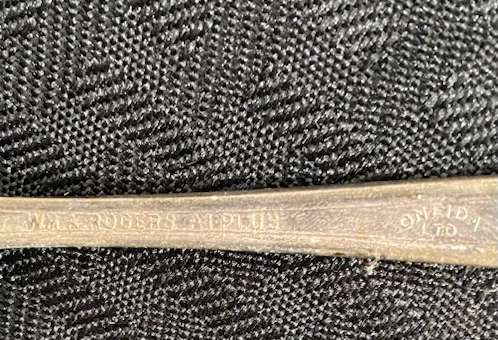 WM.A.ROGERS A1 PLUS
ONEIDA
LTD.